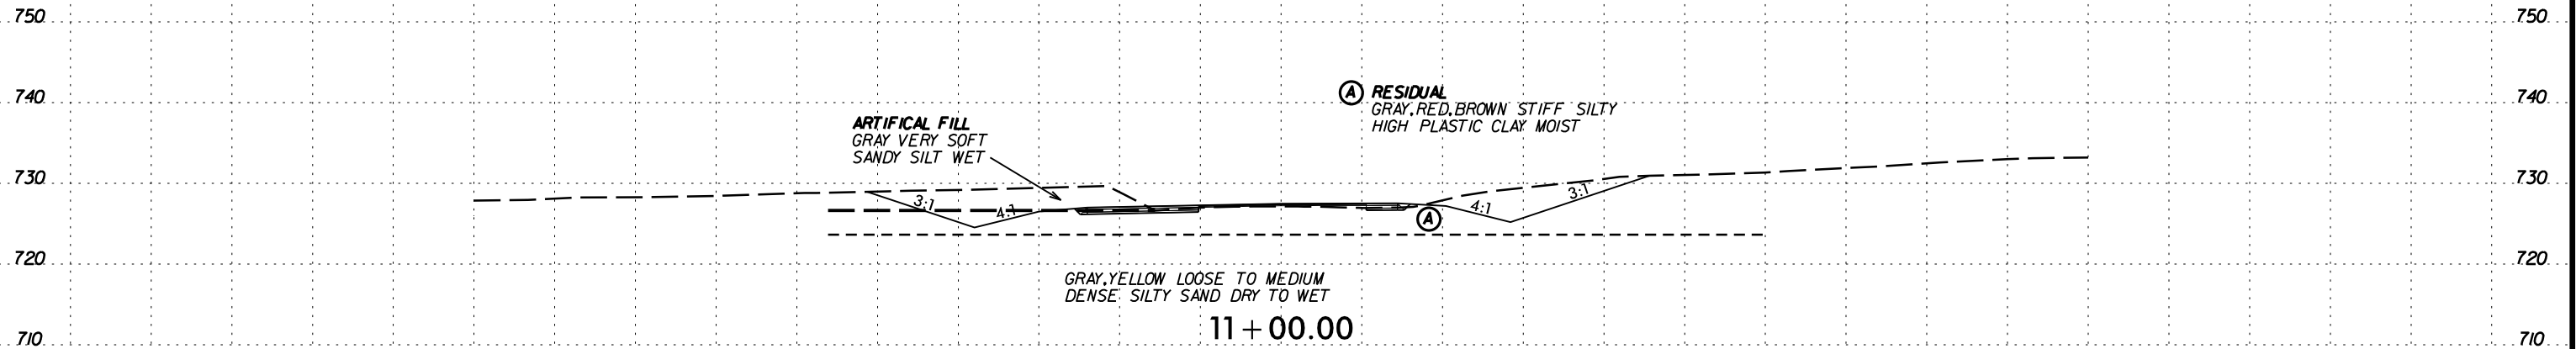 750 750
740 740
Ⓐ RESIDUAL
GRAY,RED,BROWN STIFF SILTY
HIGH PLASTIC CLAY MOIST
ARTIFICAL FILL
GRAY VERY SOFT
SANDY SILT WET
730 730
3:1 4:1 4:1 3:1
Ⓐ
720 720
GRAY,YELLOW LOOSE TO MEDIUM
DENSE SILTY SAND DRY TO WET
11+00.00
710 710